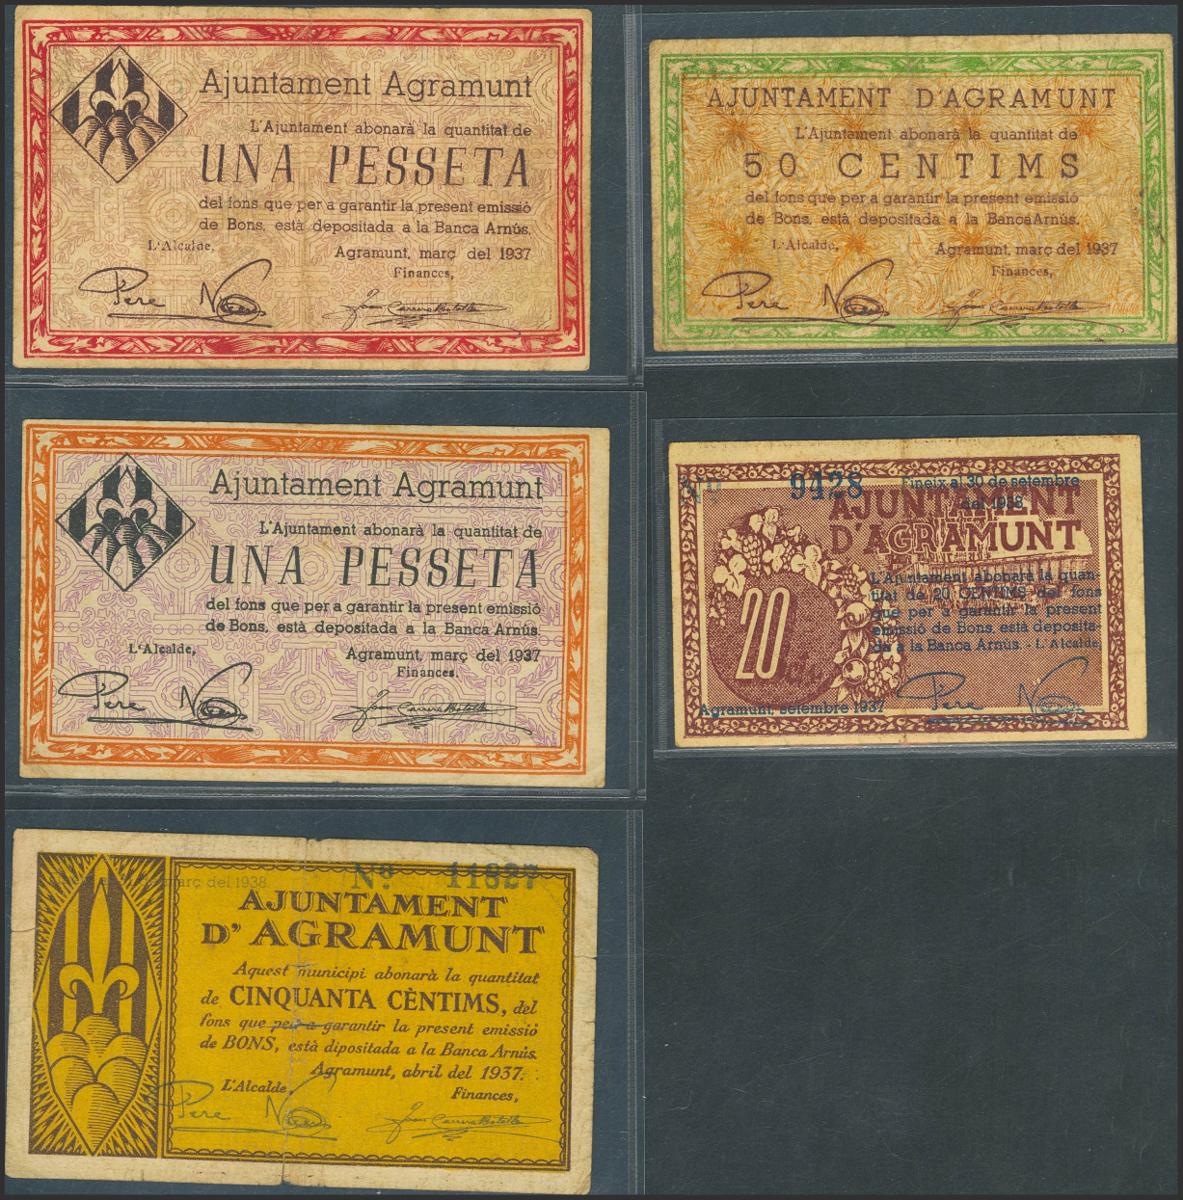 Ajuntament Agramunt
L'Ajuntament abonarà la quantitat de
UNA PESSETA
del fons que per a garantir la present emissió
de Bons, està depositada a la Banca Arnús.
L'Alcalde,
Agramunt, març del 1937
Finances,
Pere
AJUNTAMENT D'AGRAMUNT
L'Ajuntament abonarà la quantitat de
50 CENTIMS
del fons que per a garantir la present emissió
de Bons, està depositada a la Banca Arnús.
L'Alcalde,
Agramunt, març del 1937
Finances,
Pere
Ajuntament Agramunt
L'Ajuntament abonarà la quantitat de
UNA PESSETA
del fons que per a garantir la present emissió
de Bons, està depositada a la Banca Arnús.
L'Alcalde,
Agramunt, març del 1937
Finances.
Pere
Nº 9428
Fineix al 30 de setembre
del 1938
AJUNTAMENT
D'AGRAMUNT
L'Ajuntament abonarà la quan-
titat de 20 CENTIMS del fons
que per a garantir la present
emissió de Bons, està deposita-
da a la Banca Arnús. - L'Alcalde,
20 cts.
Agramunt, setembre 1937
Pere
març del 1938
Nº 11827
AJUNTAMENT
D'AGRAMUNT
Aquest municipi abonarà la quantitat
de CINQUANTA CÈNTIMS, del
fons que per a garantir la present emissió
de BONS, està dipositada a la Banca Arnús.
Agramunt, abril del 1937.
L'Alcalde
Finances,
Pere